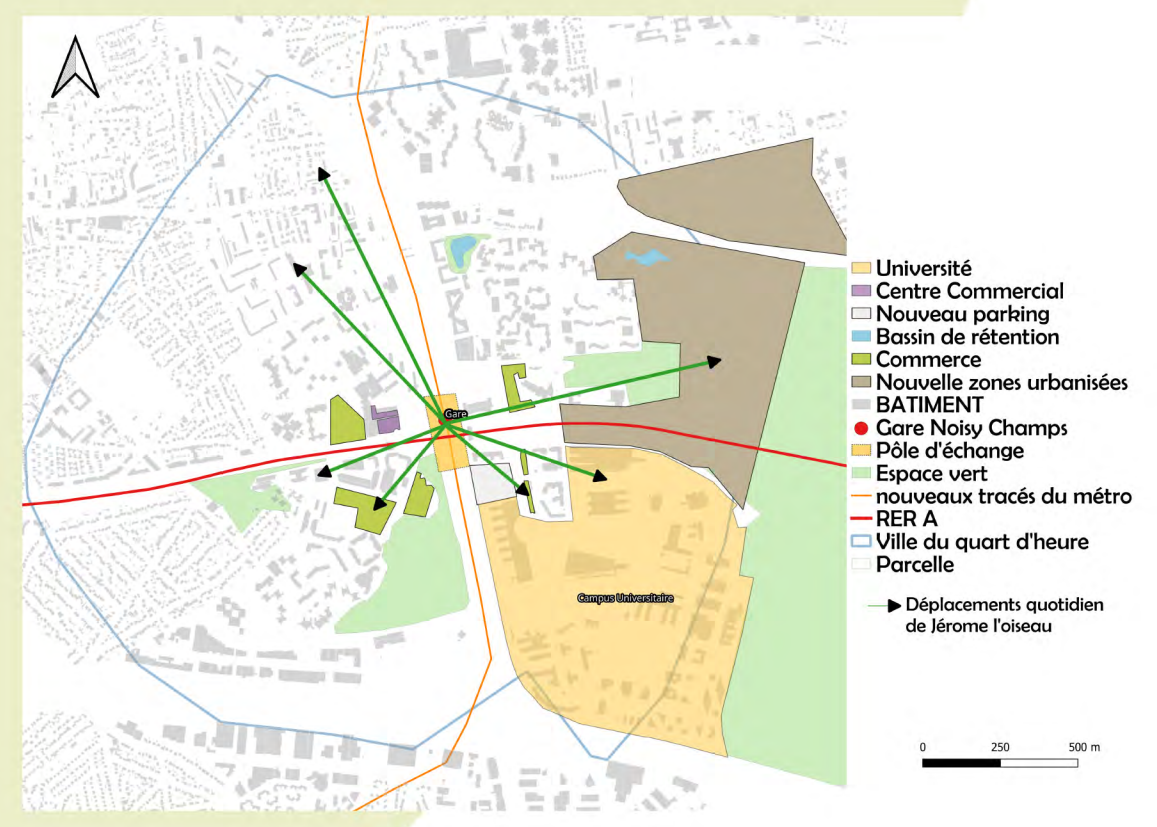 Gare
Campus Universitaire
Université
Centre Commercial
Nouveau parking
Bassin de rétention
Commerce
Nouvelle zones urbanisées
BATIMENT
Gare Noisy Champs
Pôle d'échange
Espace vert
nouveaux tracés du métro
RER A
Ville du quart d'heure
Parcelle
Déplacements quotidien
de Jérome l'oiseau
0 250 500 m